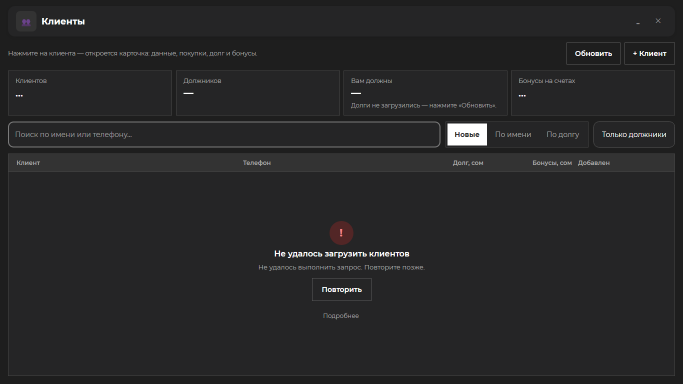 Клиенты
Нажмите на клиента — откроется карточка: данные, покупки, долг и бонусы.
Обновить
+ Клиент
Клиентов
...
Должников
—
Вам должны
—
Долги не загрузились — нажмите «Обновить».
Бонусы на счетах
...
Поиск по имени или телефону...
Новые
По имени
По долгу
Только должники
Клиент
Телефон
Долг, сом
Бонусы, сом
Добавлен
!
Не удалось загрузить клиентов
Не удалось выполнить запрос. Повторите позже.
Повторить
Подробнее